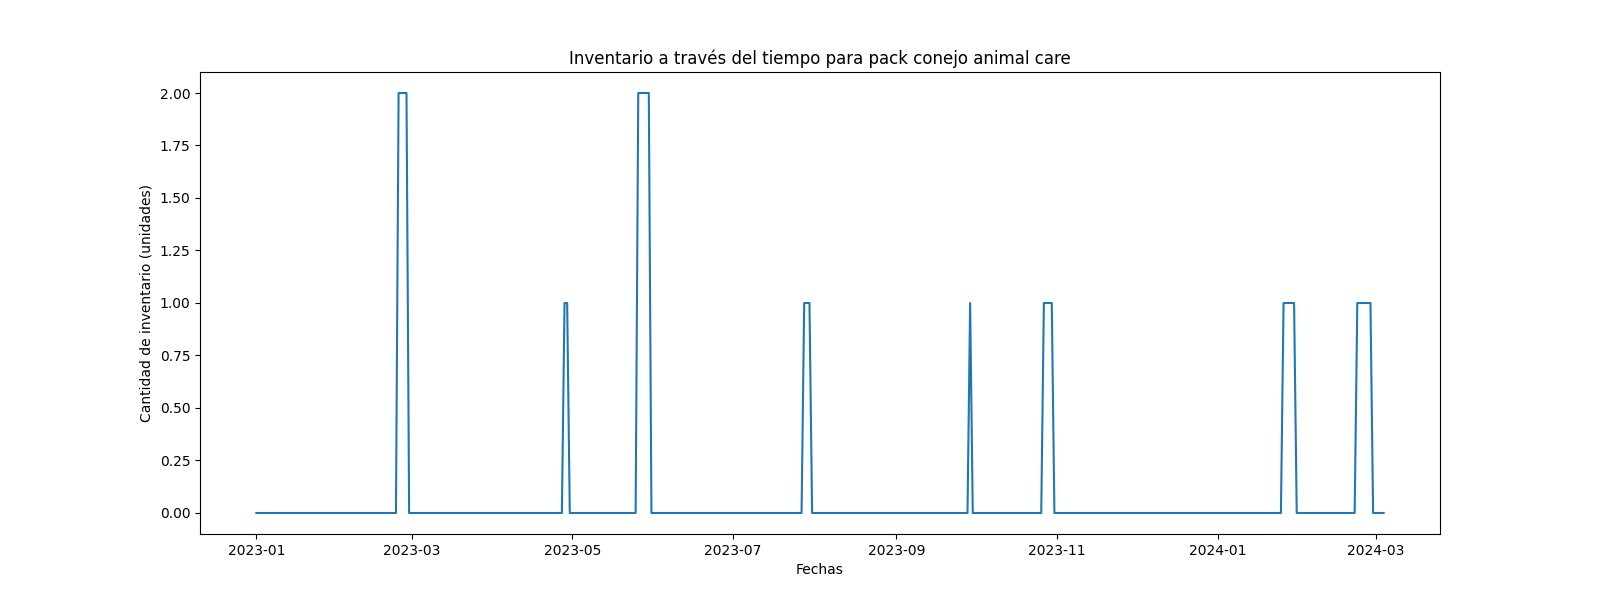 Inventario a través del tiempo para pack conejo animal care
Cantidad de inventario (unidades)
2.00
1.75
1.50
1.25
1.00
0.75
0.50
0.25
0.00
2023-01 2023-03 2023-05 2023-07 2023-09 2023-11 2024-01 2024-03
Fechas